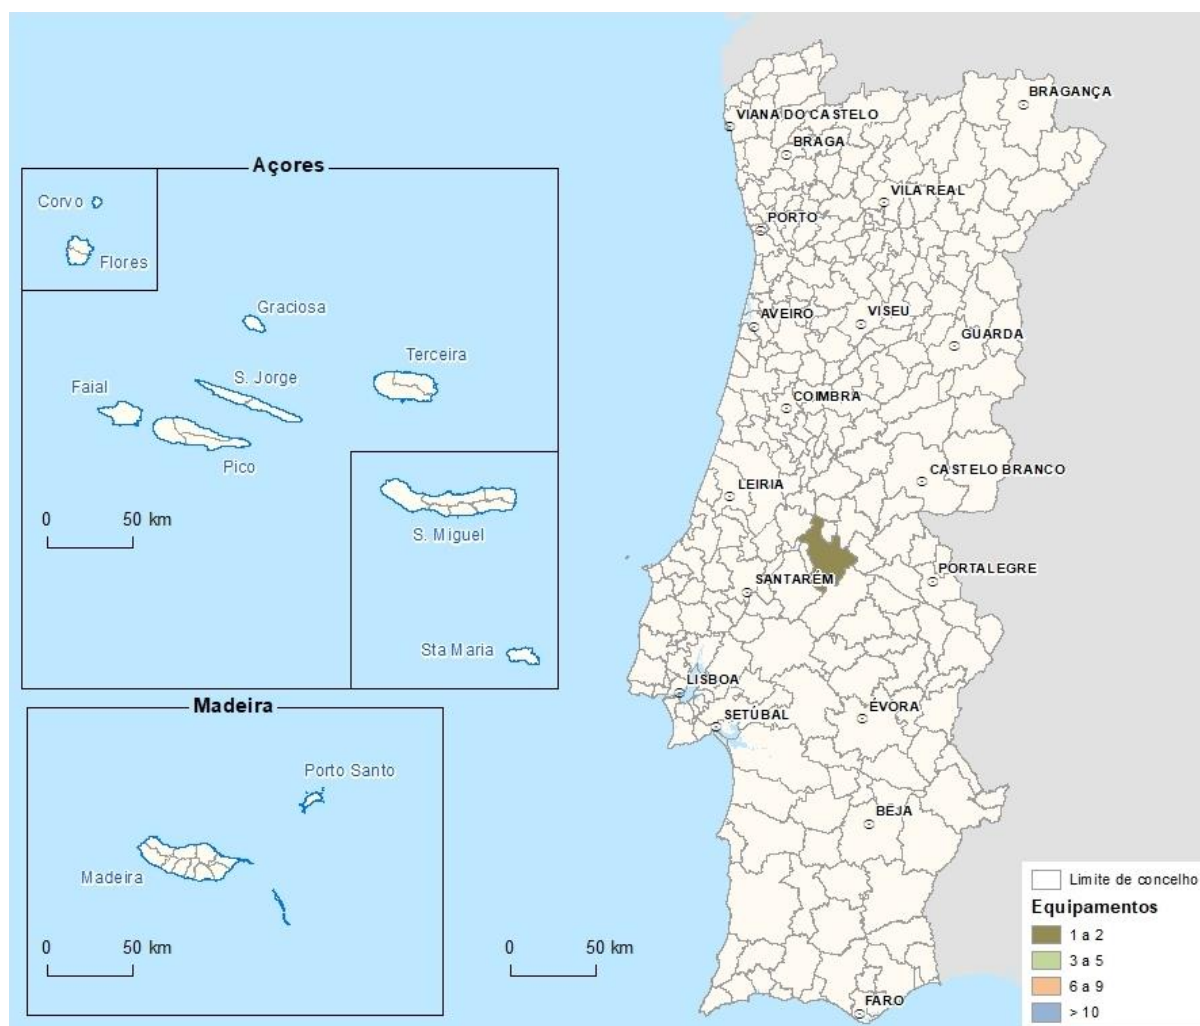 BRAGANÇA
VIANA DO CASTELO
BRAGA
Açores
Corvo
VILA REAL
PORTO
Flores
Graciosa
AVEIRO
VISEU
GUARDA
Terceira
S. Jorge
Faial
COIMBRA
Pico
CASTELO BRANCO
LEIRIA
0 50 km
S. Miguel
PORTALEGRE
SANTARÉM
Sta Maria
LISBOA
Madeira
ÉVORA
SETÚBAL
Porto Santo
BEJA
Madeira
Limite de concelho
Equipamentos
1 a 2
3 a 5
6 a 9
> 10
0 50 km
0 50 km
FARO